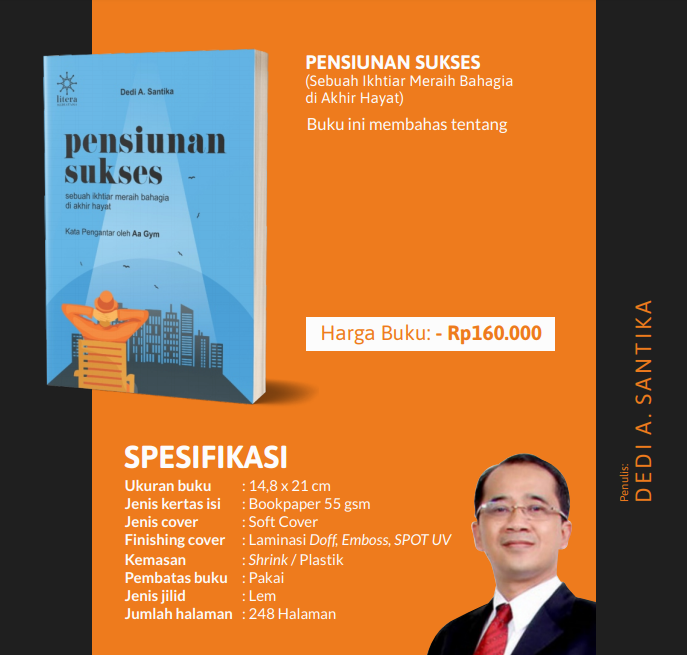 litera
Dedi A. Santika
pensiunan
sukses
sebuah ikhtiar meraih bahagia
di akhir hayat
Kata Pengantar oleh Aa Gym
PENSIUNAN SUKSES
(Sebuah Ikhtiar Meraih Bahagia
di Akhir Hayat)
Buku ini membahas tentang
Harga Buku: - Rp160.000
SPESIFIKASI
Ukuran buku : 14,8 x 21 cm
Jenis kertas isi : Bookpaper 55 gsm
Jenis cover : Soft Cover
Finishing cover : Laminasi Doff, Emboss, SPOT UV
Kemasan : Shrink / Plastik
Pembatas buku : Pakai
Jenis jilid : Lem
Jumlah halaman : 248 Halaman
Penulis:
DEDI A. SANTIKA